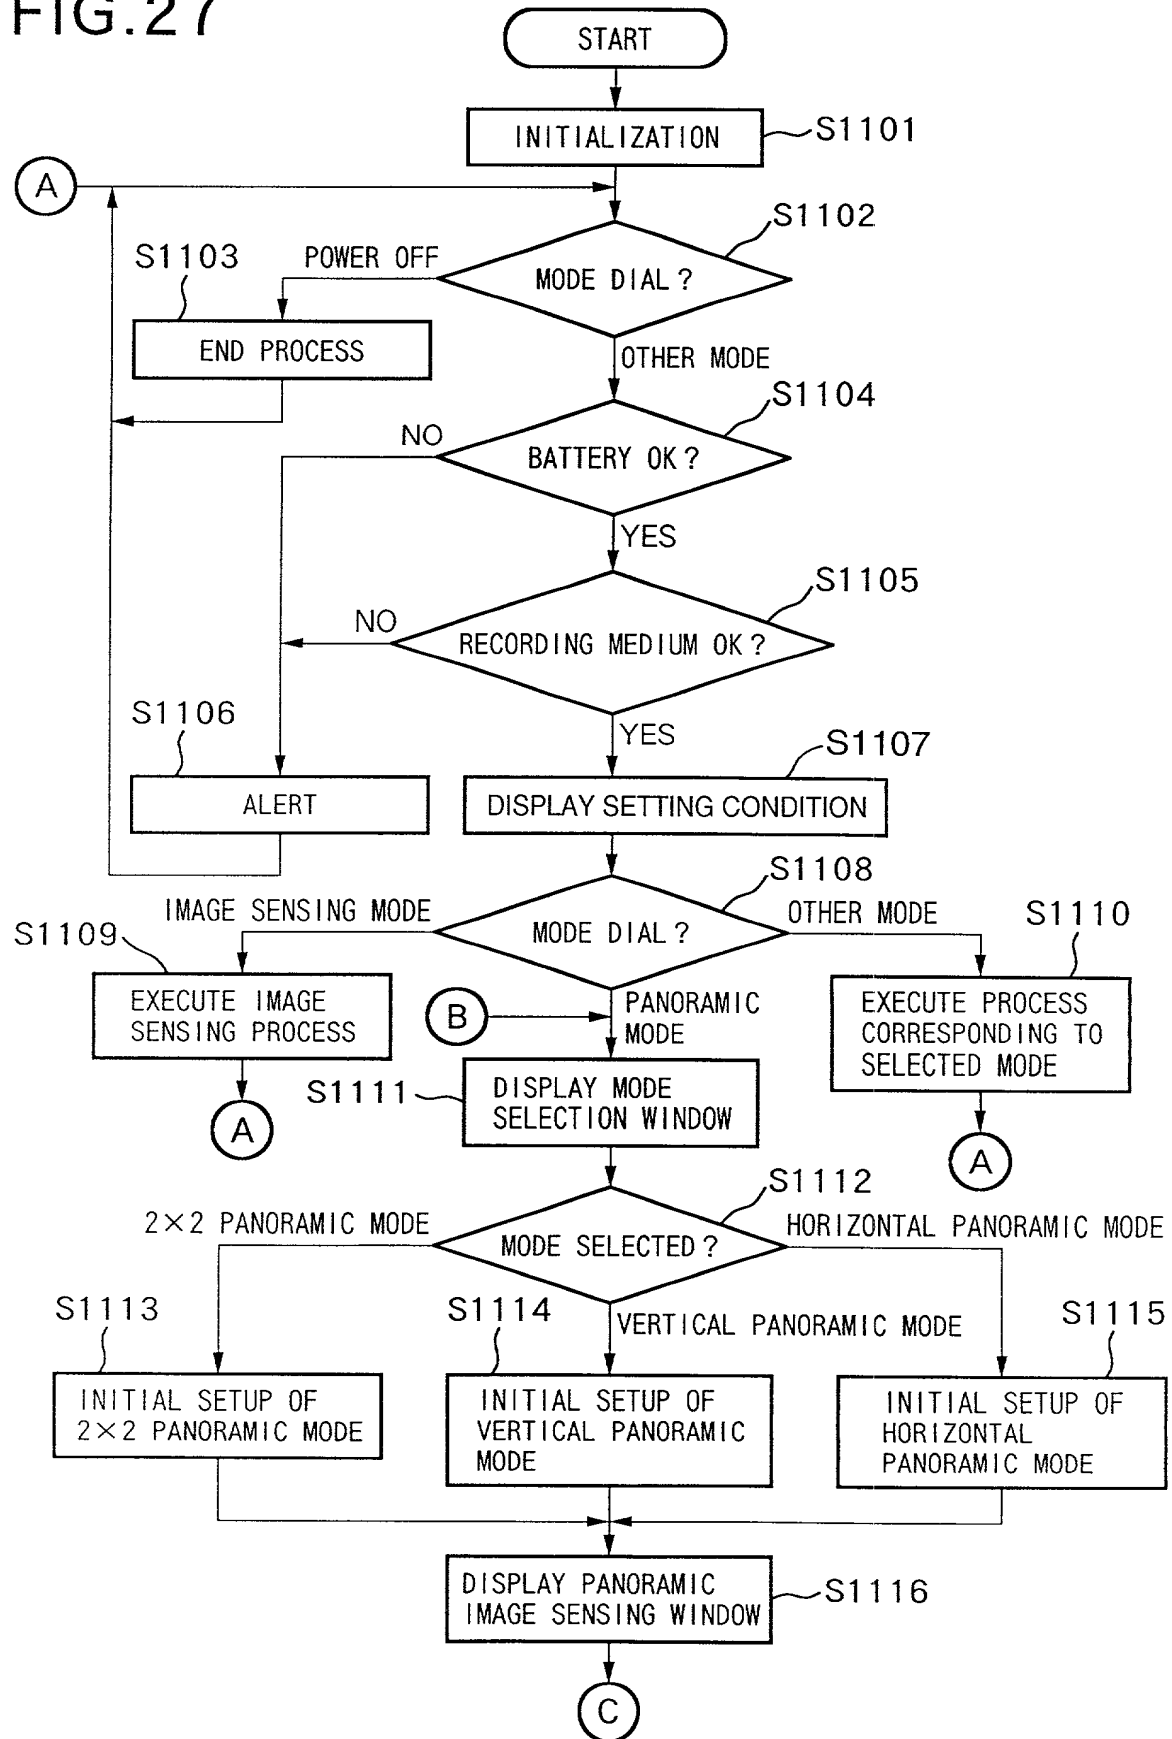 FIG.27
START
INITIALIZATION
S1101
A
S1102
MODE DIAL?
POWER OFF
S1103
END PROCESS
OTHER MODE
S1104
BATTERY OK?
NO
YES
S1105
RECORDING MEDIUM OK?
NO
YES
S1106
ALERT
S1107
DISPLAY SETTING CONDITION
S1108
MODE DIAL?
IMAGE SENSING MODE
OTHER MODE
S1109
EXECUTE IMAGE
SENSING PROCESS
A
B
PANORAMIC
MODE
S1110
EXECUTE PROCESS
CORRESPONDING TO
SELECTED MODE
A
S1111
DISPLAY MODE
SELECTION WINDOW
S1112
MODE SELECTED?
2×2 PANORAMIC MODE
HORIZONTAL PANORAMIC MODE
VERTICAL PANORAMIC MODE
S1113
INITIAL SETUP OF
2×2 PANORAMIC MODE
S1114
INITIAL SETUP OF
VERTICAL PANORAMIC
MODE
S1115
INITIAL SETUP OF
HORIZONTAL
PANORAMIC MODE
DISPLAY PANORAMIC
IMAGE SENSING WINDOW
S1116
C